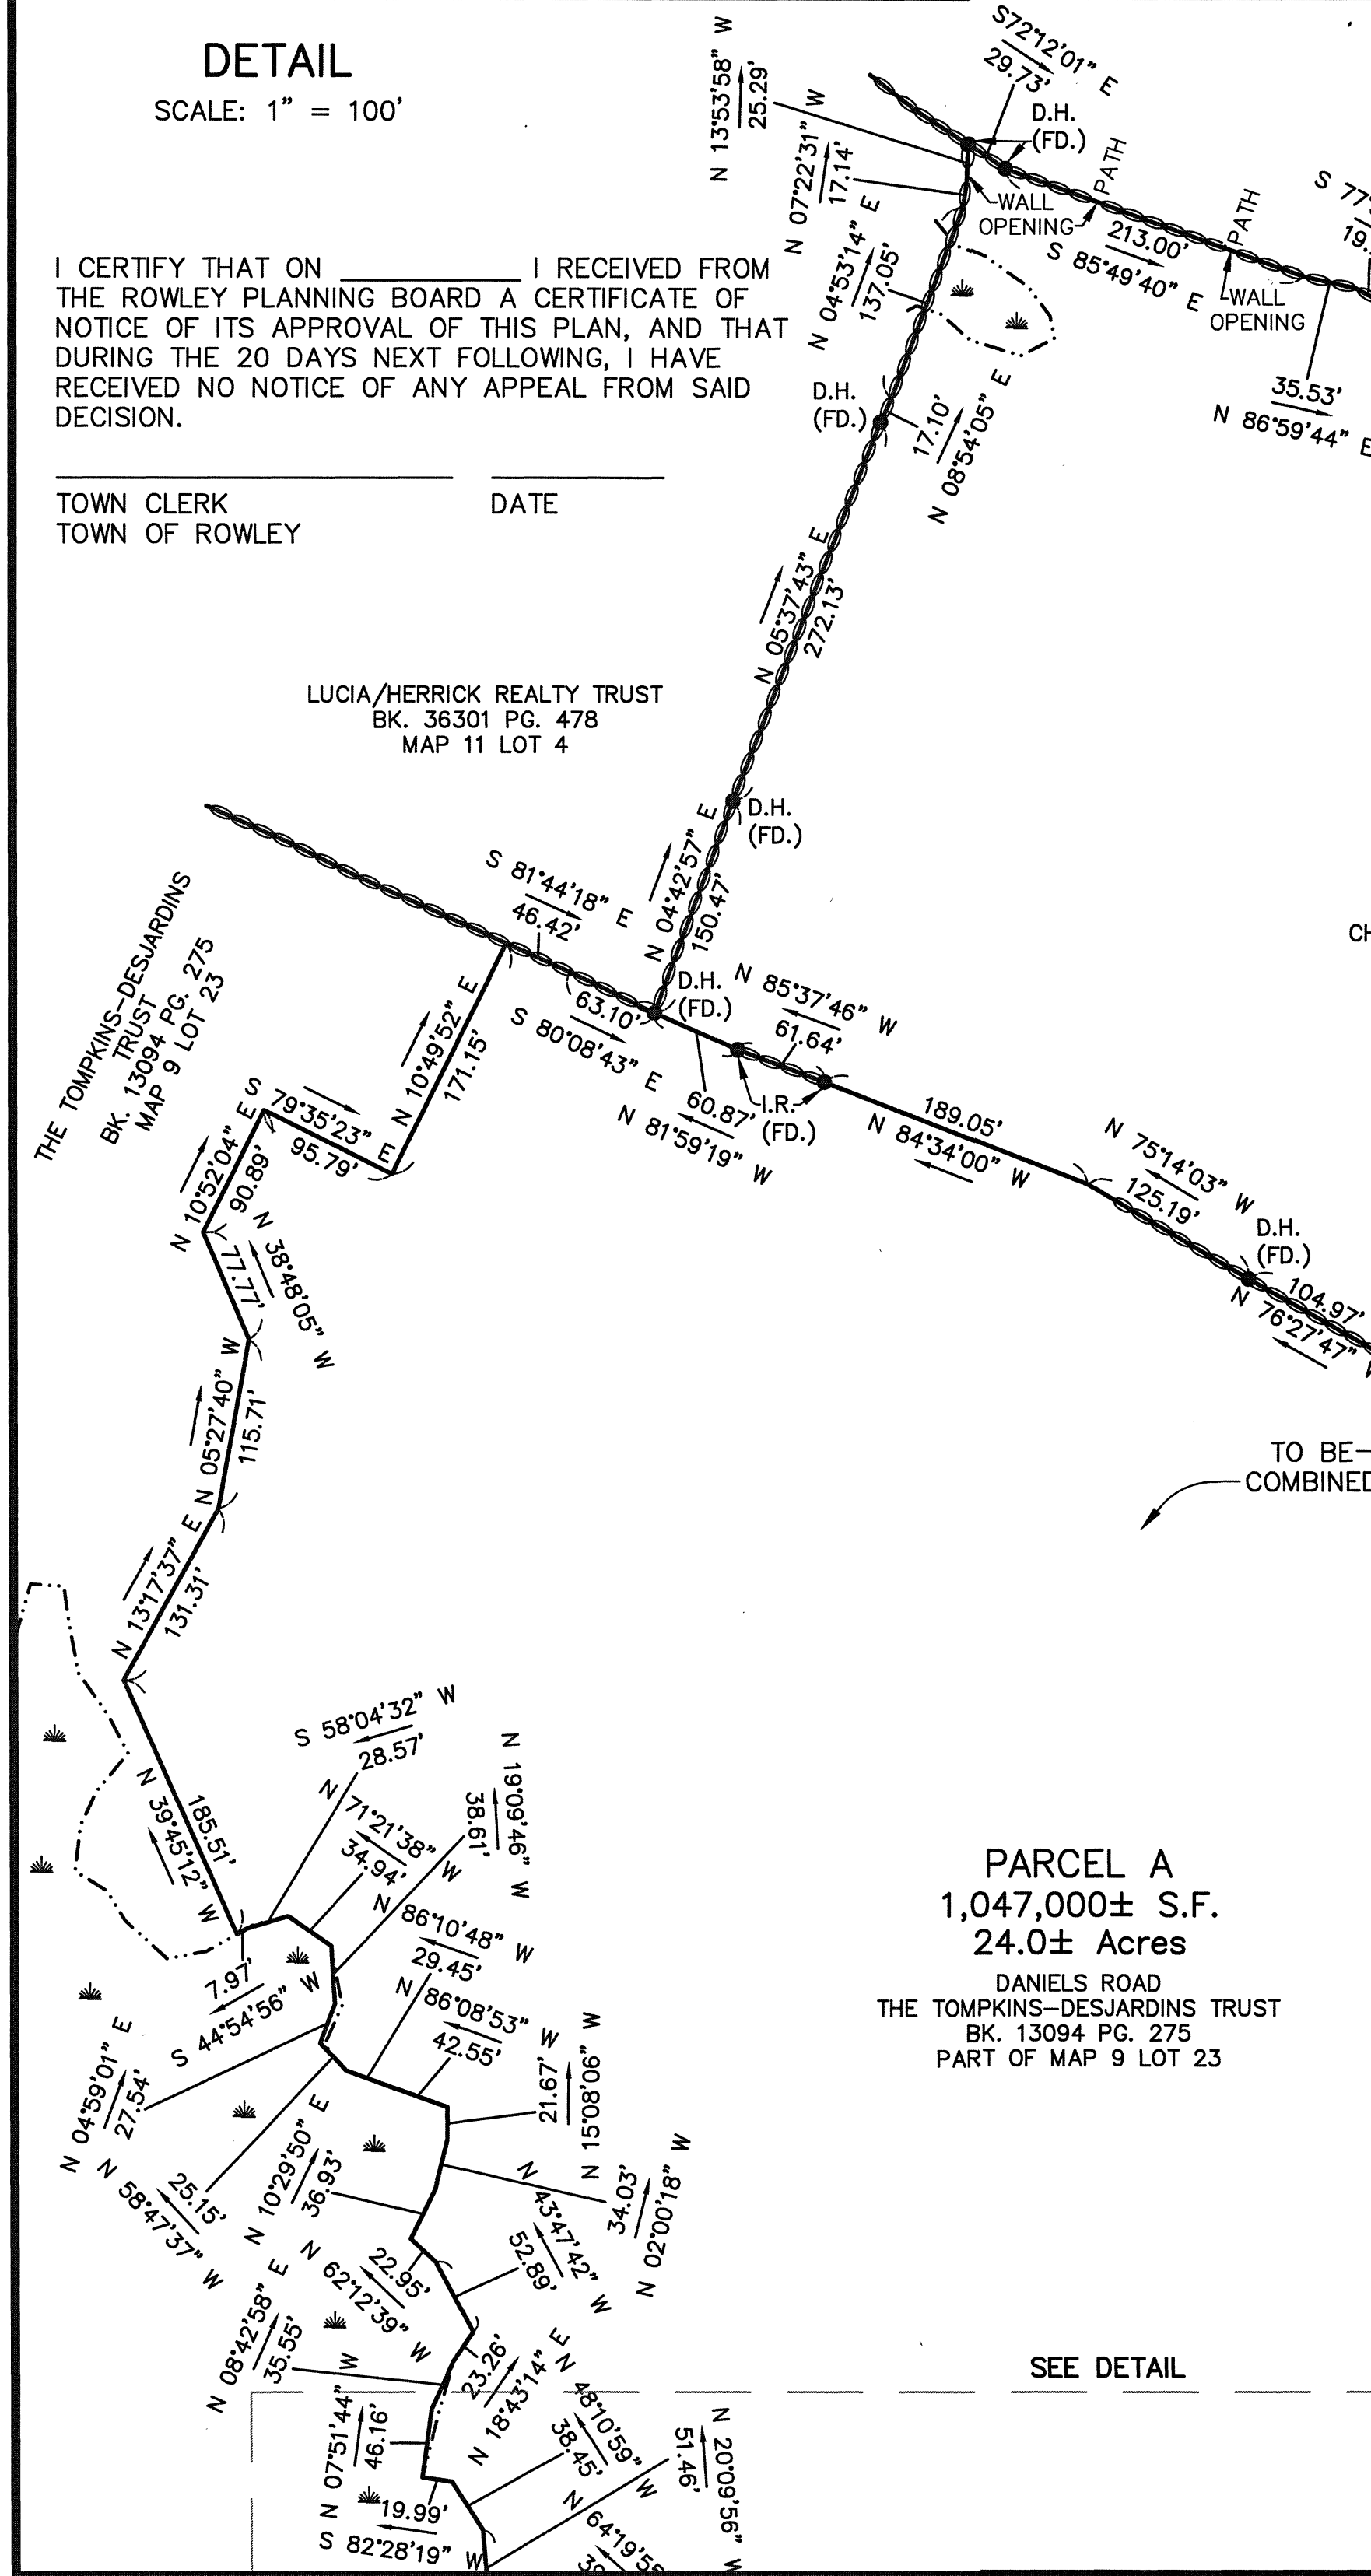 DETAIL
SCALE: 1" = 100'
N 13°53'58" W
25.29'
S72°12'01" E
29.73'
D.H.
(FD.)
N 07°22'31" W
17.14'
WALL
OPENING
PATH
213.00'
S 85°49'40" E
PATH
WALL
OPENING
35.53'
N 86°59'44" E
N 04°53'14" E
137.05'
I CERTIFY THAT ON ____________ I RECEIVED FROM
THE ROWLEY PLANNING BOARD A CERTIFICATE OF
NOTICE OF ITS APPROVAL OF THIS PLAN, AND THAT
DURING THE 20 DAYS NEXT FOLLOWING, I HAVE
RECEIVED NO NOTICE OF ANY APPEAL FROM SAID
DECISION.
TOWN CLERK
TOWN OF ROWLEY
DATE
D.H.
(FD.)
17.10'
N 08°54'05" E
N 05°37'43" E
272.13'
LUCIA/HERRICK REALTY TRUST
BK. 36301 PG. 478
MAP 11 LOT 4
D.H.
(FD.)
N 04°42'57" E
150.47'
S 81°44'18" E
46.42'
THE TOMPKINS-DESJARDINS
TRUST
BK. 13094 PG. 275
MAP 9 LOT 23
63.10'
S 80°08'43" E
D.H.
(FD.)
N 85°37'46" W
61.64'
60.87'
N 81°59'19" W
I.R.
(FD.)
189.05'
N 84°34'00" W
N 75°14'03" W
125.19'
D.H.
(FD.)
104.97'
N 76°27'47" W
N 10°49'52" E
171.15'
S 79°35'23" E
95.79'
N 10°52'04" E
90.89'
N 38°48'05" W
77.77'
N 05°27'40" W
115.71'
N 13°17'37" E
131.31'
TO BE
COMBINED
N 39°45'12" W
185.51'
S 58°04'32" W
28.57'
N 71°21'38" W
34.94'
N 19°09'46" W
38.61'
N 86°10'48" W
29.45'
N 86°08'53" W
42.55'
7.97'
S 44°54'56" W
N 04°59'01" E
27.54'
25.15'
N 58°47'37" W
21.67'
N 15°08'06" W
34.03'
N 02°00'18" W
N 10°29'50" E
36.93'
22.95'
N 62°12'39" W
N 43°47'42" W
52.89'
N 08°42'58" E
35.55'
23.26'
N 18°43'14" E
N 07°51'44" W
46.16'
19.99'
S 82°28'19" W
N 48°10'59" W
38.45'
51.46'
N 20°09'56" W
PARCEL A
1,047,000± S.F.
24.0± Acres
DANIELS ROAD
THE TOMPKINS-DESJARDINS TRUST
BK. 13094 PG. 275
PART OF MAP 9 LOT 23
SEE DETAIL